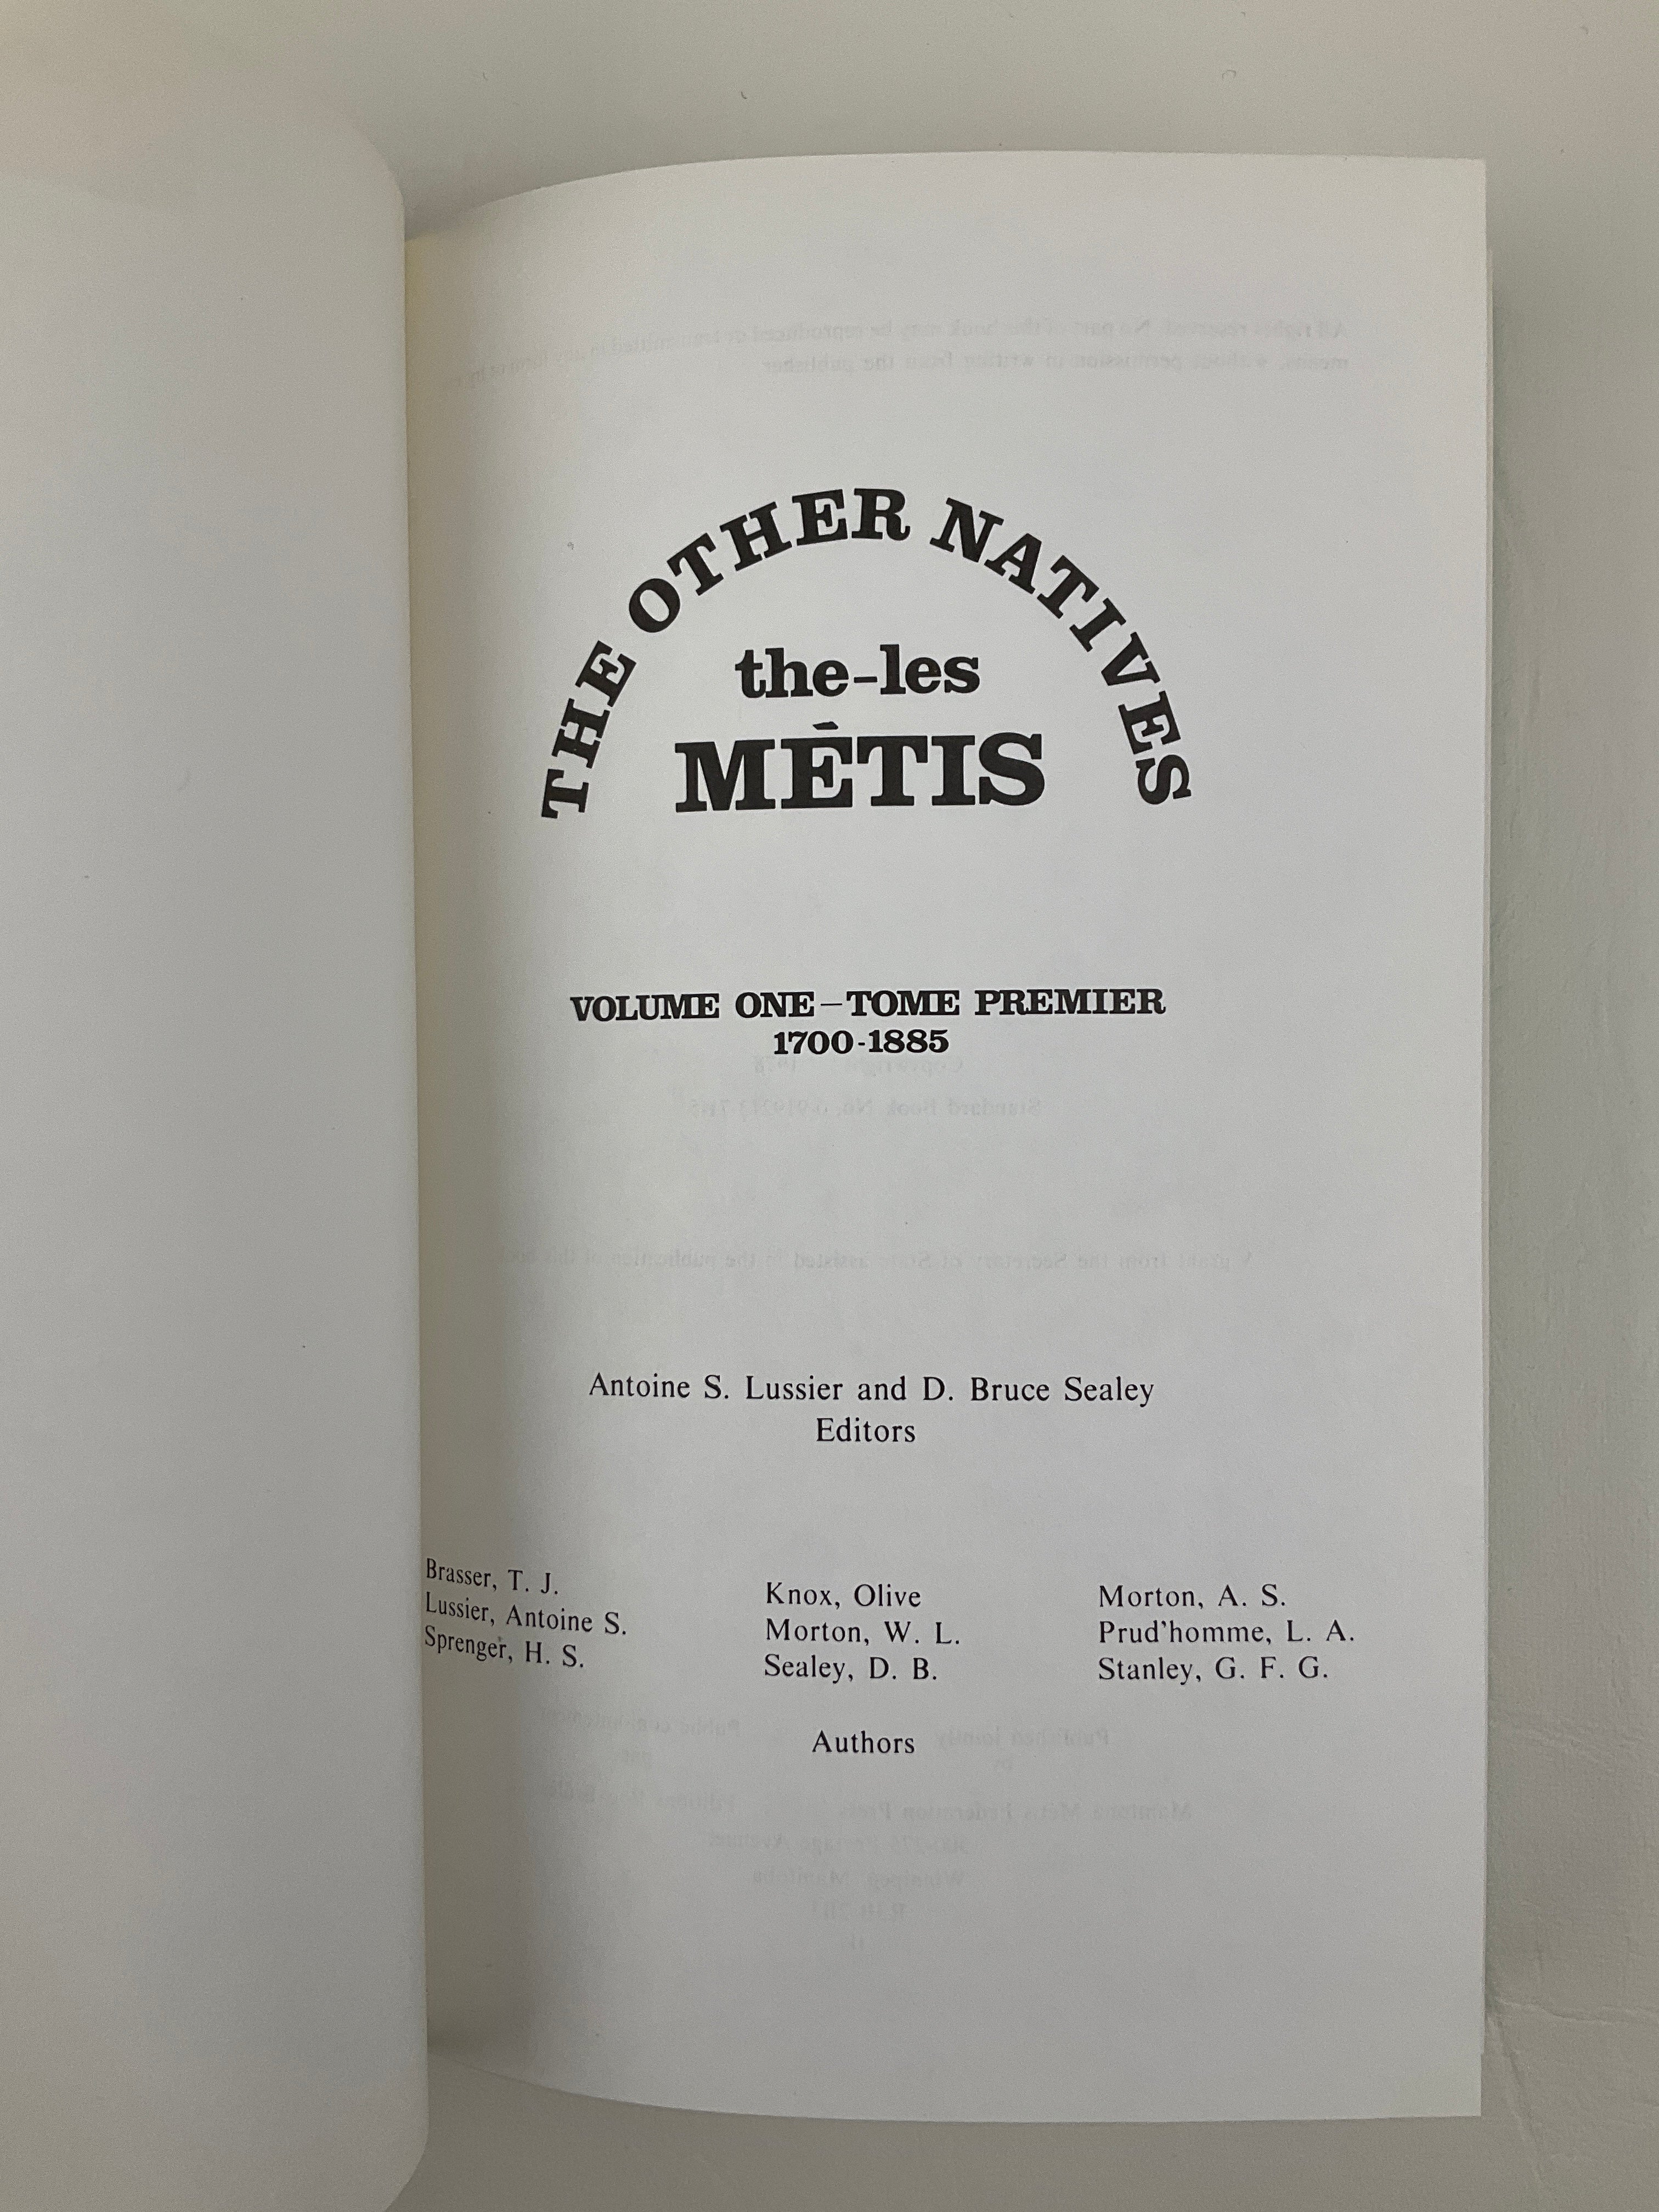 THE OTHER NATIVES
the-les
MÉTIS
VOLUME ONE—TOME PREMIER
1700-1885
Antoine S. Lussier and D. Bruce Sealey
Editors
Brasser, T. J.
Lussier, Antoine S.
Sprenger, H. S.
Knox, Olive
Morton, W. L.
Sealey, D. B.
Morton, A. S.
Prud'homme, L. A.
Stanley, G. F. G.
Authors